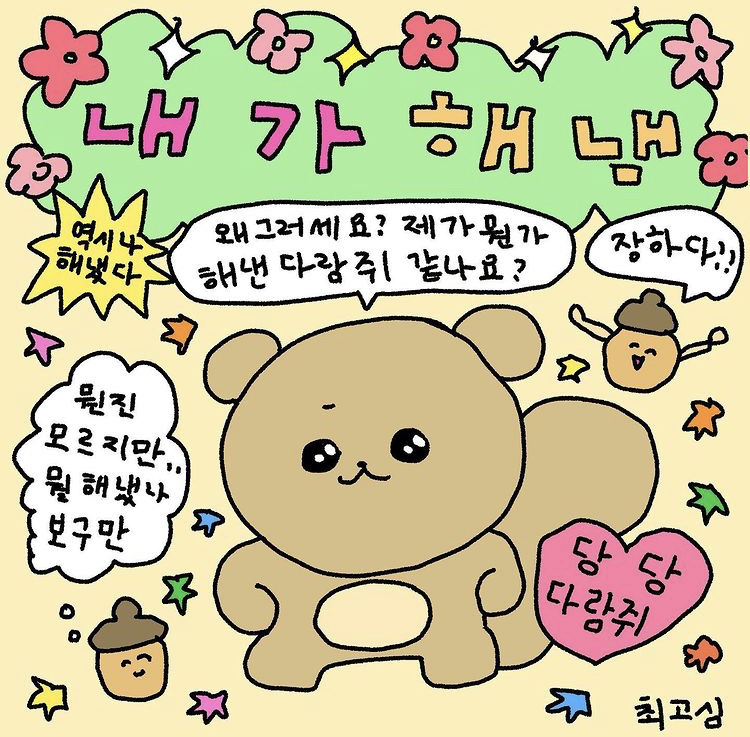 내가해냄
역시 나
해냈다
왜그러세요? 제가 뭔가
해낸 다람쥐 같나요?
장하다!!
뭔진
모르지만..
뭘 해냈나
보구만
당당
다람쥐
최고심